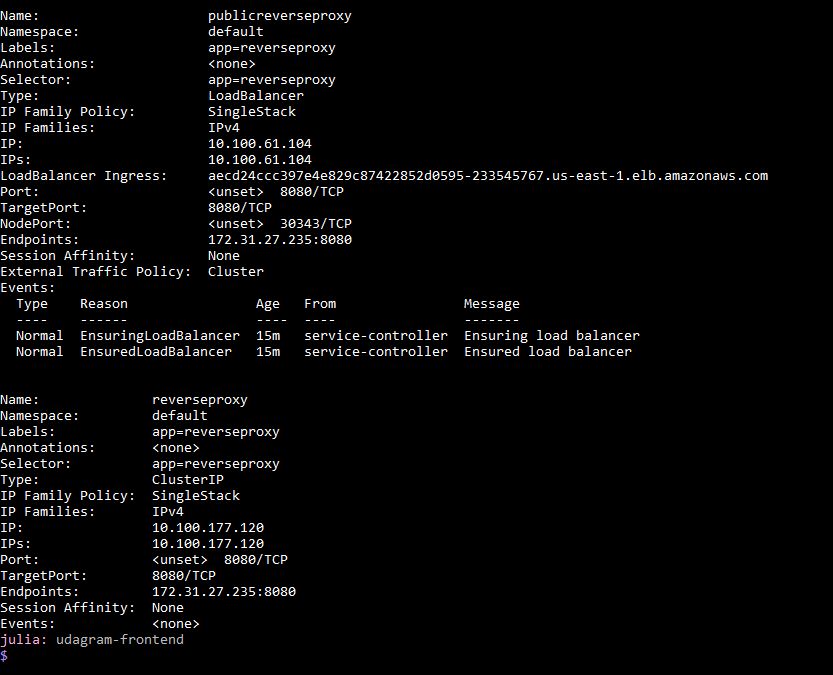 Name:                     publicreverseproxy
Namespace:                default
Labels:                   app=reverseproxy
Annotations:              <none>
Selector:                 app=reverseproxy
Type:                     LoadBalancer
IP Family Policy:         SingleStack
IP Families:              IPv4
IP:                       10.100.61.104
IPs:                      10.100.61.104
LoadBalancer Ingress:     aecd24ccc397e4e829c87422852d0595-233545767.us-east-1.elb.amazonaws.com
Port:                     <unset>  8080/TCP
TargetPort:               8080/TCP
NodePort:                 <unset>  30343/TCP
Endpoints:                172.31.27.235:8080
Session Affinity:         None
External Traffic Policy:  Cluster
Events:
  Type    Reason                Age   From                Message
  ----    ------                ----  ----                -------
  Normal  EnsuringLoadBalancer  15m   service-controller  Ensuring load balancer
  Normal  EnsuredLoadBalancer   15m   service-controller  Ensured load balancer
Name:              reverseproxy
Namespace:         default
Labels:            app=reverseproxy
Annotations:       <none>
Selector:          app=reverseproxy
Type:              ClusterIP
IP Family Policy:  SingleStack
IP Families:       IPv4
IP:                10.100.177.120
IPs:               10.100.177.120
Port:              <unset>  8080/TCP
TargetPort:        8080/TCP
Endpoints:         172.31.27.235:8080
Session Affinity:  None
Events:            <none>
julia: udagram-frontend
$